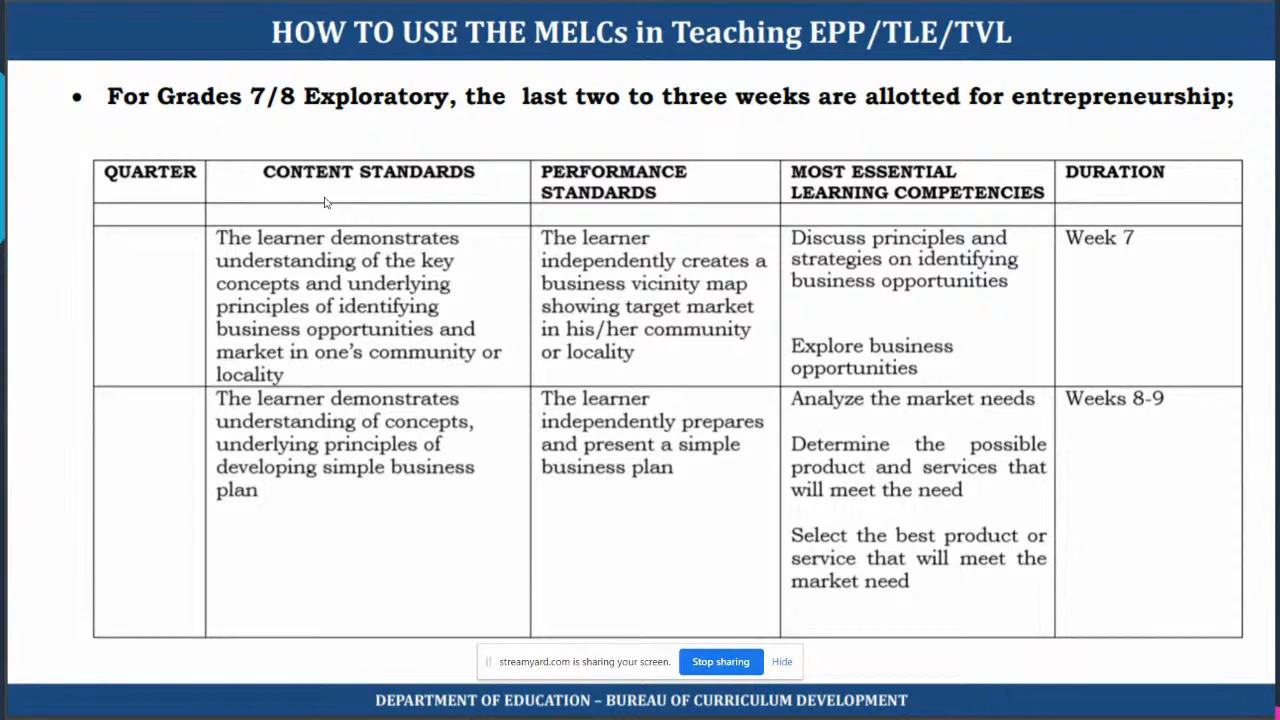 HOW TO USE THE MELCs in Teaching EPP/TLE/TVL
• For Grades 7/8 Exploratory, the last two to three weeks are allotted for entrepreneurship;
QUARTER
CONTENT STANDARDS
PERFORMANCE
STANDARDS
MOST ESSENTIAL
LEARNING COMPETENCIES
DURATION
The learner demonstrates
understanding of the key
concepts and underlying
principles of identifying
business opportunities and
market in one's community or
locality
The learner
independently creates a
business vicinity map
showing target market
in his/her community
or locality
Discuss principles and
strategies on identifying
business opportunities
Explore business
opportunities
Week 7
The learner demonstrates
understanding of concepts,
underlying principles of
developing simple business
plan
The learner
independently prepares
and present a simple
business plan
Analyze the market needs
Determine the possible
product and services that
will meet the need
Select the best product or
service that will meet the
market need
Weeks 8-9
streamyard.com is sharing your screen.
Stop sharing
Hide
DEPARTMENT OF EDUCATION – BUREAU OF CURRICULUM DEVELOPMENT